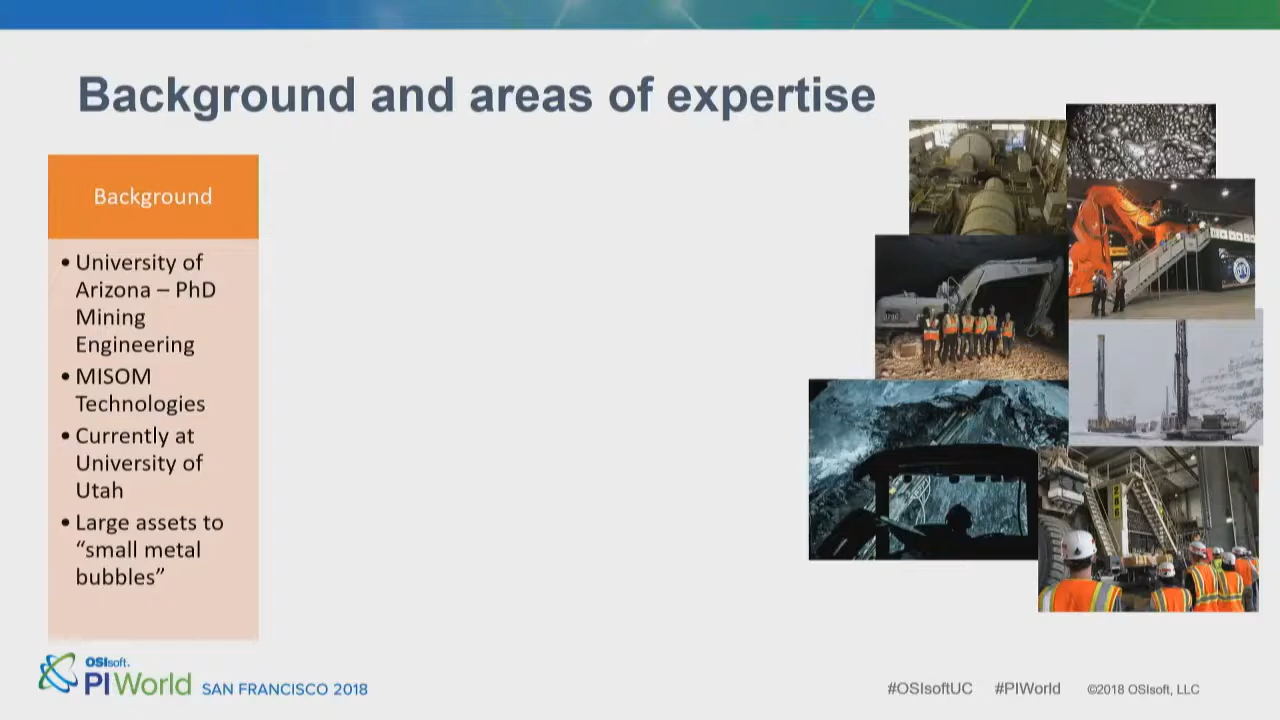 Background and areas of expertise
Background
• University of
Arizona – PhD
Mining
Engineering
• MISOM
Technologies
• Currently at
University of
Utah
• Large assets to
“small metal
bubbles”
OSIsoft.
PI World SAN FRANCISCO 2018
#OSIsoftUC #PIWorld ©2018 OSIsoft, LLC